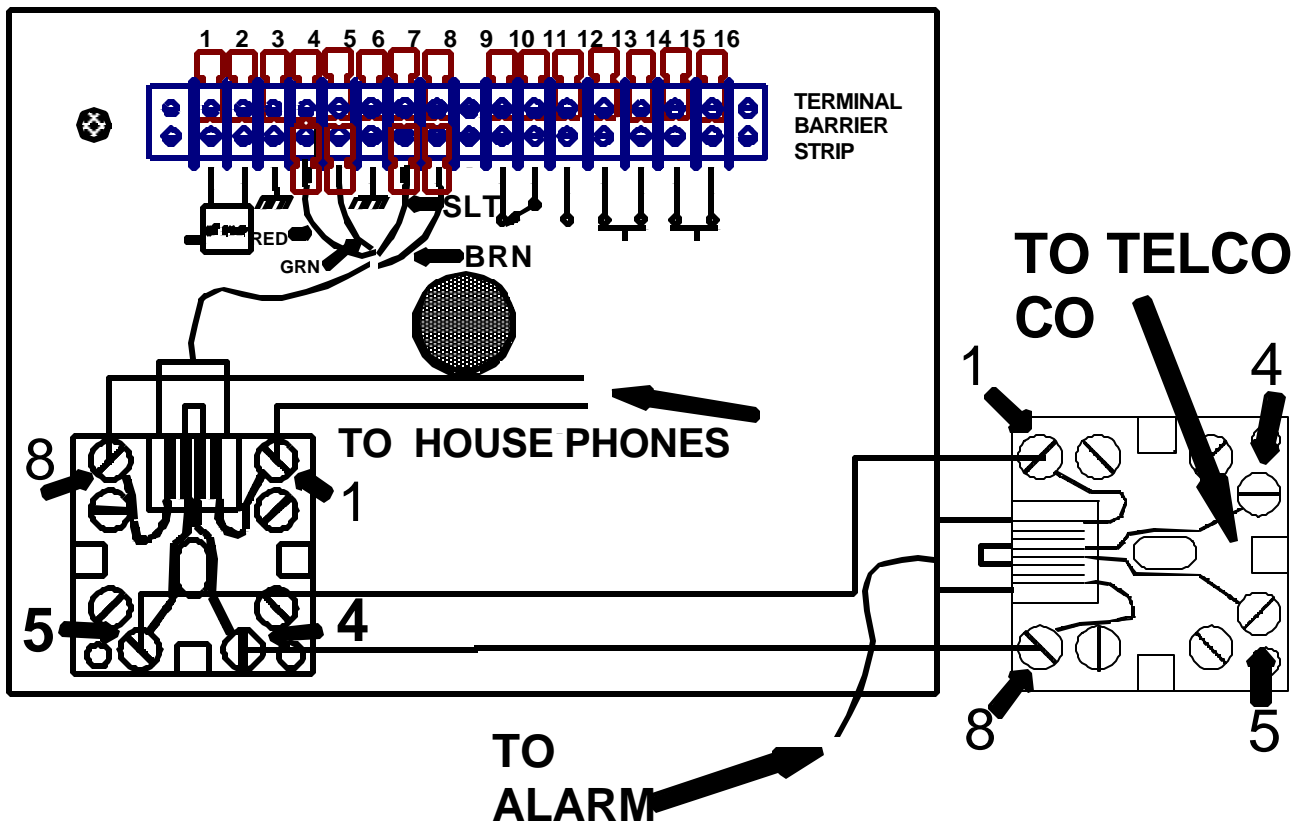 1 2 3 4 5 6 7 8 9 10 11 12 13 14 15 16
TERMINAL
BARRIER
STRIP
SLT
RED
GRN
BRN
TO TELCO
CO
1
4
TO HOUSE PHONES
8
1
5
4
8
5
TO
ALARM